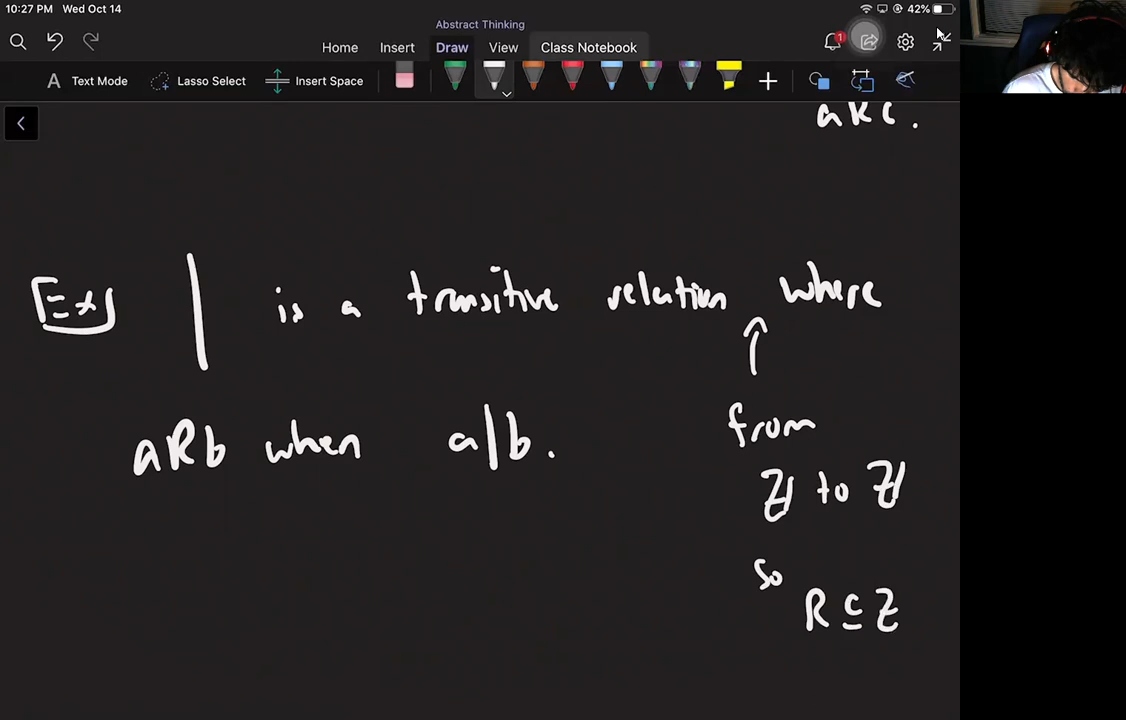 10:27 PM Wed Oct 14
42%
Abstract Thinking
Home Insert Draw View Class Notebook
1
A Text Mode Lasso Select Insert Space
aRc.
Ex | is a transitive relation where
↑
aRb when a|b.
from
ℤ to ℤ
so
R ⊆ ℤ